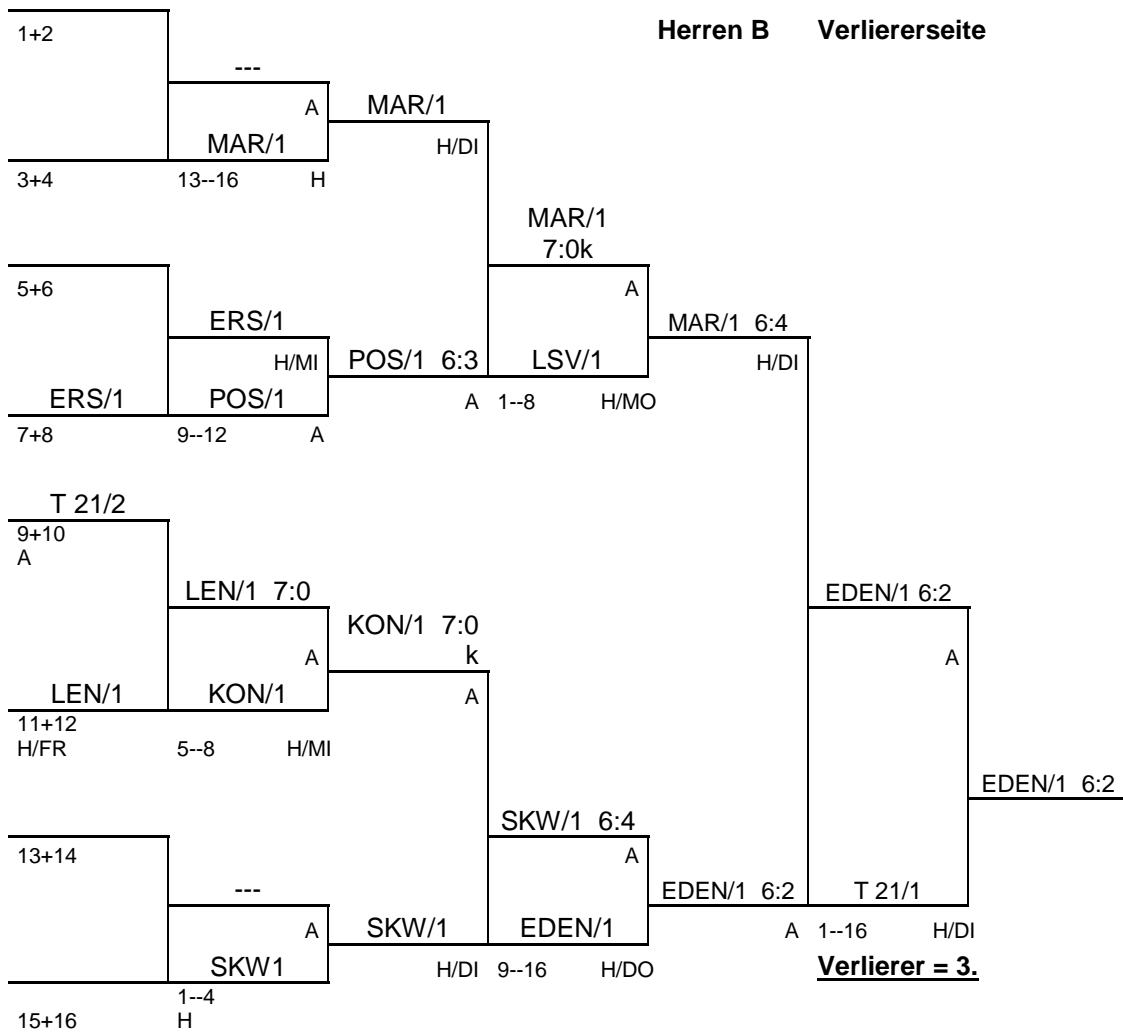 Herren B Verliererseite
1+2
---
A MAR/1
MAR/1 H/DI
3+4 13--16 H
MAR/1
7:0k
5+6 A
ERS/1 MAR/1 6:4
H/MI POS/1 6:3 LSV/1 H/DI
ERS/1 POS/1 A 1--8 H/MO
7+8 9--12 A
T 21/2
9+10
A
LEN/1 7:0 EDEN/1 6:2
KON/1 7:0
A k A
LEN/1 KON/1 A
11+12
H/FR 5--8 H/MI
EDEN/1 6:2
SKW/1 6:4
13+14 A
--- EDEN/1 6:2 T 21/1
A SKW/1 EDEN/1 A 1--16 H/DI
SKW1 H/DI 9--16 H/DO Verlierer = 3.
1--4
15+16 H